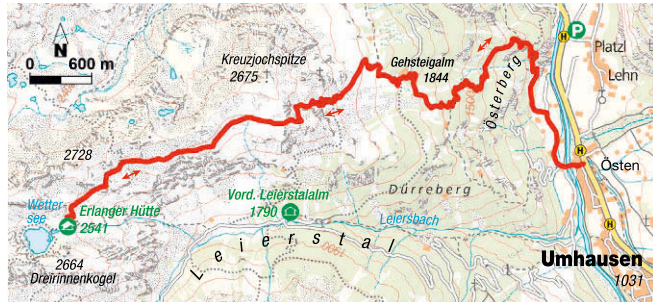 N
0 600 m
Kreuzjochspitze
2675
Gehsteigalm
1844
P
H
Platzl
Lehn
Österberg
1500
2728
H
Östen
Wetter-
see
Erlanger Hütte
2541
Vord. Leierstalalm
1790
Dürreberg
Leiersbach
Leierstal
H
2664
Dreirinnenkogel
Umhausen
1031